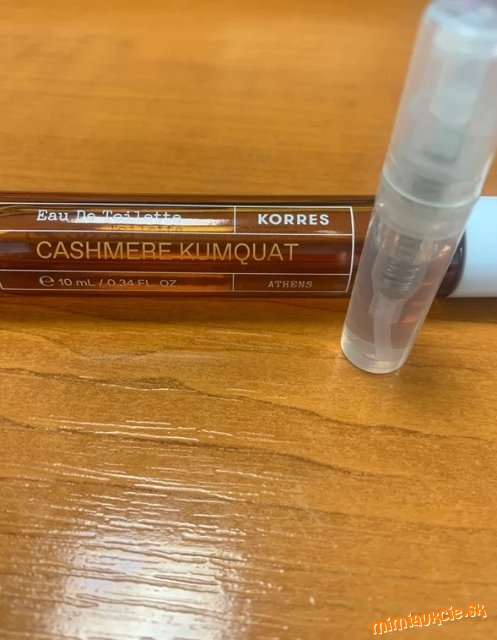 Eau De Toilette
KORRES
CASHMERE KUMQUAT
℮ 10 mL / 0.34 FL. OZ.
ATHENS
mimiaukcie.sk